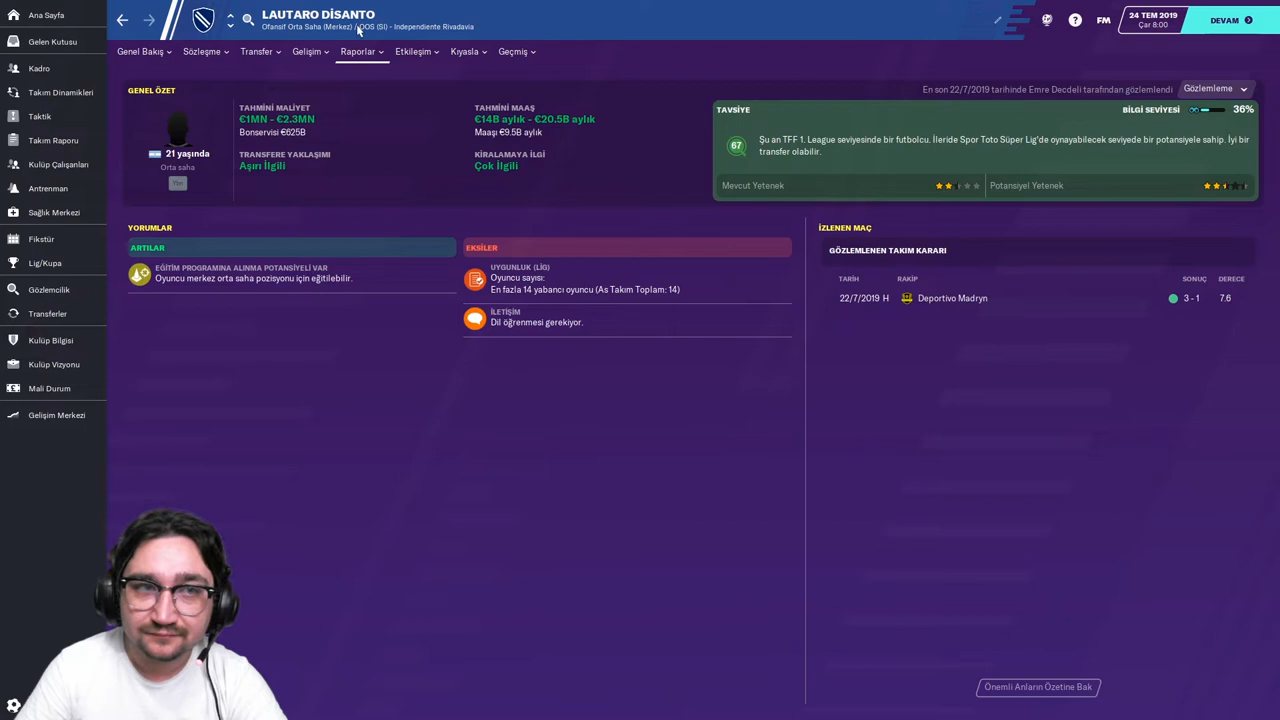 LAUTARO DİSANTO
Ofansif Orta Saha (Merkez) / DOS (SI) - Independiente Rivadavia
FM
24 TEM 2019
Çar 8:00
DEVAM
Genel Bakış
Sözleşme
Transfer
Gelişim
Raporlar
Etkileşim
Kıyasla
Geçmiş
Ana Sayfa
Gelen Kutusu
Kadro
Takım Dinamikleri
Taktik
Takım Raporu
Kulüp Çalışanları
Antrenman
Sağlık Merkezi
Fikstür
Lig/Kupa
Gözlemcilik
Transferler
Kulüp Bilgisi
Kulüp Vizyonu
Mali Durum
Gelişim Merkezi
GENEL ÖZET
En son 22/7/2019 tarihinde Emre Decdeli tarafından gözlemlendi
Gözlemleme
21 yaşında
Orta saha
Ybn
TAHMİNİ MALİYET
€1MN - €2.3MN
Bonservisi €625B
TRANSFERE YAKLAŞIMI
Aşırı İlgili
TAHMİNİ MAAŞ
€14B aylık - €20.5B aylık
Maaşı €9.5B aylık
KİRALAMAYA İLGİ
Çok İlgili
TAVSİYE
BİLGİ SEVİYESİ
36%
67
Şu an TFF 1. League seviyesinde bir futbolcu. İleride Spor Toto Süper Lig'de oynayabilecek seviyede bir potansiyele sahip. İyi bir
transfer olabilir.
Mevcut Yetenek
Potansiyel Yetenek
YORUMLAR
ARTILAR
EĞİTİM PROGRAMINA ALINMA POTANSİYELİ VAR
Oyuncu merkez orta saha pozisyonu için eğitilebilir.
EKSİLER
UYGUNLUK (LİG)
Oyuncu sayısı:
En fazla 14 yabancı oyuncu (As Takım Toplam: 14)
İLETİŞİM
Dil öğrenmesi gerekiyor.
İZLENEN MAÇ
GÖZLEMLENEN TAKIM KARARI
TARİH
RAKİP
SONUÇ
DERECE
22/7/2019 H
Deportivo Madryn
3 - 1
7.6
Önemli Anların Özetine Bak